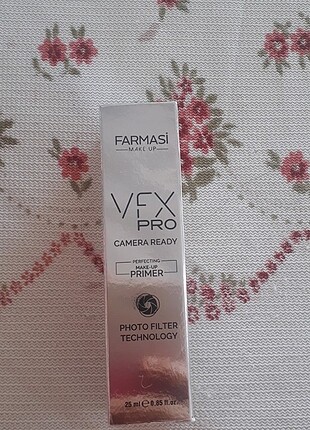 FARMASİ
MAKE UP
VFX
PRO
CAMERA READY
PERFECTING
MAKE-UP
PRIMER
PHOTO FILTER
TECHNOLOGY
25 ml ℮ 0.85 fl.oz.